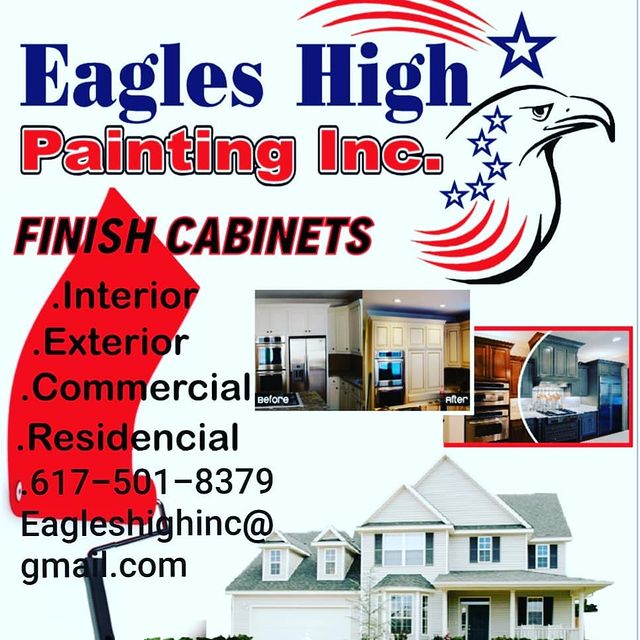 Eagles High
Painting Inc.
FINISH CABINETS
.Interior
.Exterior
.Commercial
.Residencial
.617–501–8379
Eagleshighinc@
gmail.com
Before
After